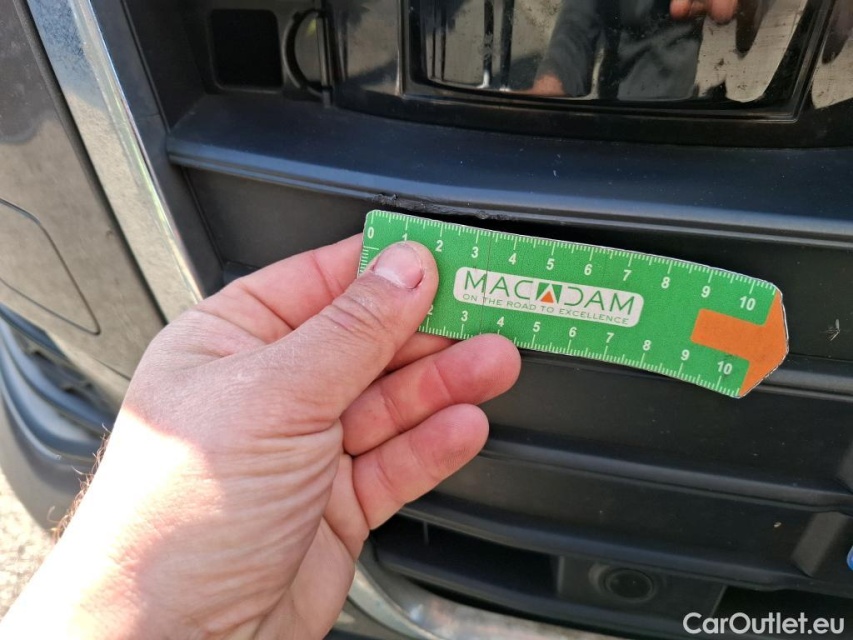 0 1 2 3 4 5 6 7 8 9 10
MACADAM
ON THE ROAD TO EXCELLENCE
2 3 4 5 6 7 8 9 10
CarOutlet.eu